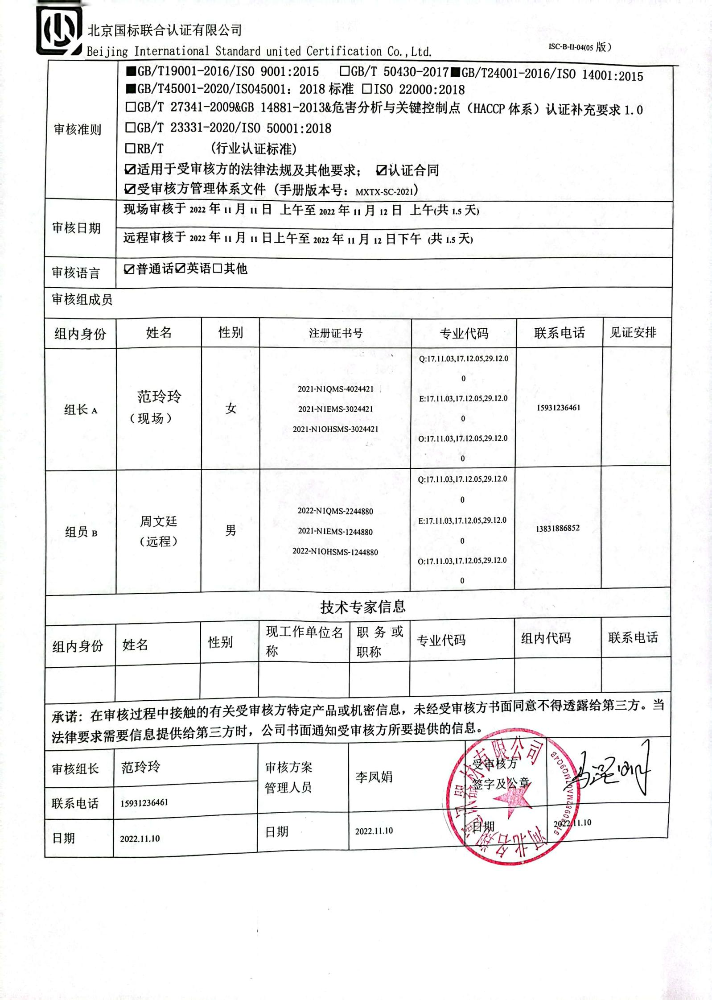 北京国标联合认证有限公司
Beijing International Standard united Certification Co.,Ltd.
ISC-B-II-04(05 版)
审核准则
■GB/T19001-2016/ISO 9001:2015 □GB/T 50430-2017■GB/T24001-2016/ISO 14001:2015
■GB/T45001-2020/ISO45001：2018 标准 □ISO 22000:2018
□GB/T 27341-2009&GB 14881-2013&危害分析与关键控制点（HACCP 体系）认证补充要求 1.0
□GB/T 23331-2020/ISO 50001:2018
□RB/T (行业认证标准)
☑适用于受审核方的法律法规及其他要求； ☑认证合同
☑受审核方管理体系文件（手册版本号：MXTX-SC-2021）
审核日期
现场审核于 2022 年 11 月 11 日 上午至 2022 年 11 月 12 日 上午(共 1.5 天)
远程审核于 2022 年 11 月 11 日上午至 2022 年 11 月 12 日下午 (共 1.5 天)
审核语言
☑普通话☑英语□其他
审核组成员
组内身份 姓名 性别 注册证书号 专业代码 联系电话 见证安排
组长 A
范玲玲
（现场）
女
2021-N1QMS-4024421
2021-N1EMS-3024421
2021-N1OHSMS-3024421
Q:17.11.03,17.12.05,29.12.0
0
E:17.11.03,17.12.05,29.12.0
0
O:17.11.03,17.12.05,29.12.0
0
15931236461
组员 B
周文廷
（远程）
男
2022-N1QMS-2244880
2021-N1EMS-1244880
2022-N1OHSMS-1244880
Q:17.11.03,17.12.05,29.12.0
0
E:17.11.03,17.12.05,29.12.0
0
O:17.11.03,17.12.05,29.12.0
0
13831886852
技术专家信息
组内身份 姓名 性别 现工作单位名 职务或 专业代码 组内代码 联系电话
称 职称
承诺：在审核过程中接触的有关受审核方特定产品或机密信息，未经受审核方书面同意不得透露给第三方。当
法律要求需要信息提供给第三方时，公司书面通知受审核方所要提供的信息。
审核组长 范玲玲
审核方案
管理人员
李凤娟
受审核方
签字及公章
联系电话 15931236461
日期 2022.11.10
日期 2022.11.10
日期 2022.11.10
器材有限公司